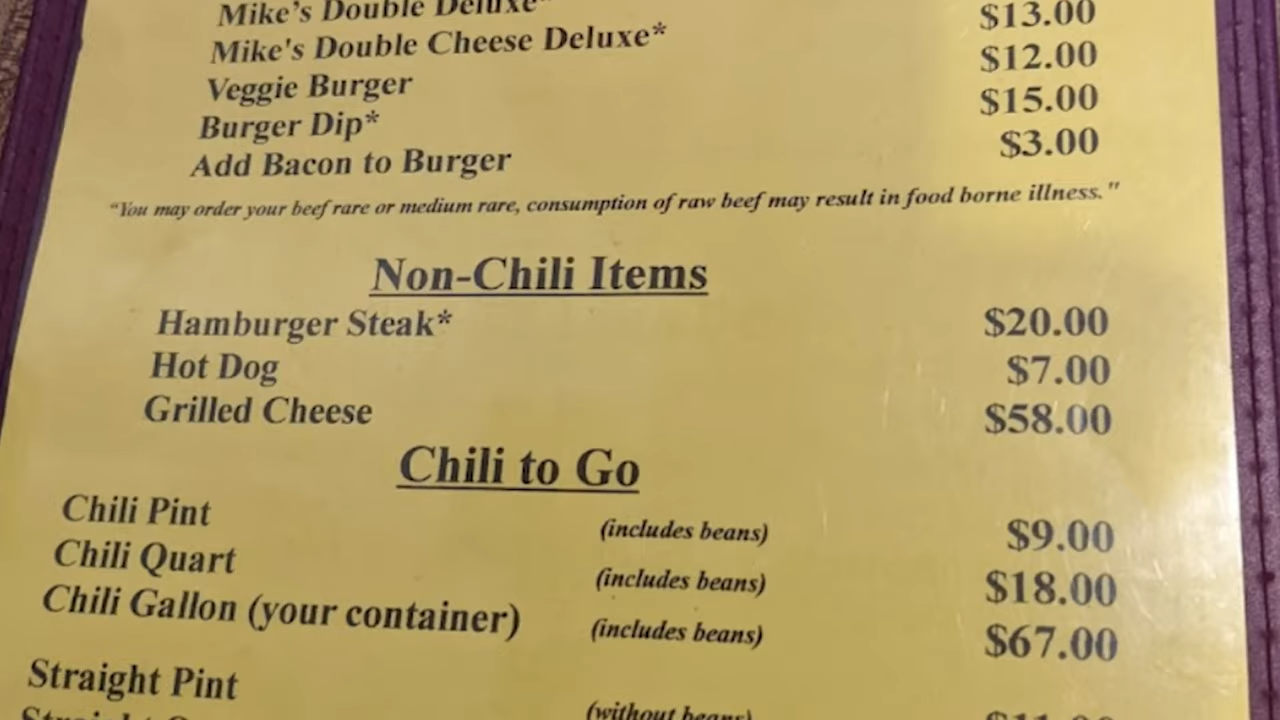 Mike's Double Deluxe*
Mike's Double Cheese Deluxe* $13.00
Veggie Burger $12.00
Burger Dip* $15.00
Add Bacon to Burger $3.00
"You may order your beef rare or medium rare, consumption of raw beef may result in food borne illness."
Non-Chili Items
Hamburger Steak* $20.00
Hot Dog $7.00
Grilled Cheese $58.00
Chili to Go
Chili Pint (includes beans) $9.00
Chili Quart (includes beans) $18.00
Chili Gallon (your container) (includes beans) $67.00
Straight Pint (without beans)
Straight